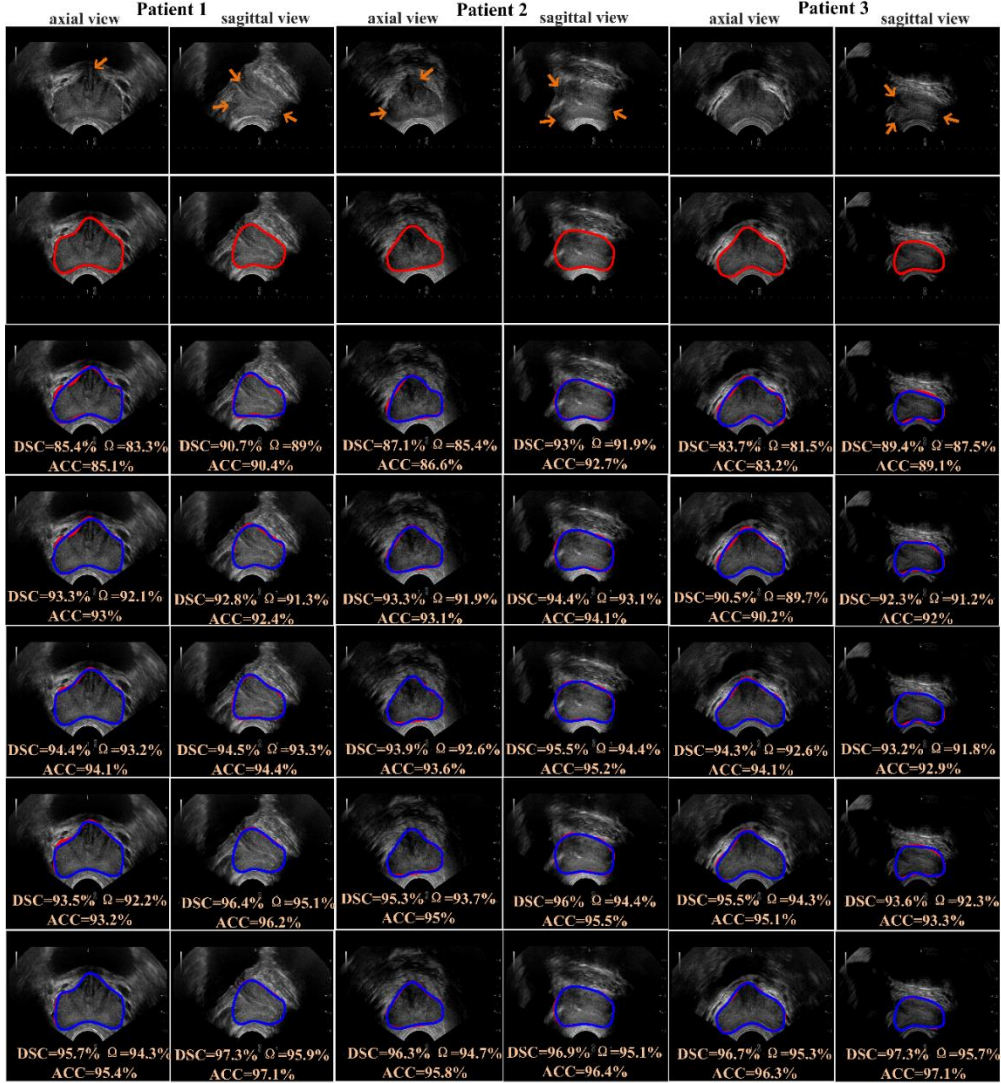 Patient 1 Patient 2 Patient 3
axial view sagittal view axial view sagittal view axial view sagittal view
DSC=85.4% Ω=83.3% DSC=90.7% Ω=89% DSC=87.1% Ω=85.4% DSC=93% Ω=91.9% DSC=83.7% Ω=81.5% DSC=89.4% Ω=87.5%
ACC=85.1% ACC=90.4% ACC=86.6% ACC=92.7% ACC=83.2% ACC=89.1%
DSC=93.3% Ω=92.1% DSC=92.8% Ω=91.3% DSC=93.3% Ω=91.9% DSC=94.4% Ω=93.1% DSC=90.5% Ω=89.7% DSC=92.3% Ω=91.2%
ACC=93% ACC=92.4% ACC=93.1% ACC=94.1% ACC=90.2% ACC=92%
DSC=94.4% Ω=93.2% DSC=94.5% Ω=93.3% DSC=93.9% Ω=92.6% DSC=95.5% Ω=94.4% DSC=94.3% Ω=92.6% DSC=93.2% Ω=91.8%
ACC=94.1% ACC=94.4% ACC=93.6% ACC=95.2% ACC=94.1% ACC=92.9%
DSC=93.5% Ω=92.2% DSC=96.4% Ω=95.1% DSC=95.3% Ω=93.7% DSC=96% Ω=94.4% DSC=95.5% Ω=94.3% DSC=93.6% Ω=92.3%
ACC=93.2% ACC=96.2% ACC=95% ACC=95.5% ACC=95.1% ACC=93.3%
DSC=95.7% Ω=94.3% DSC=97.3% Ω=95.9% DSC=96.3% Ω=94.7% DSC=96.9% Ω=95.1% DSC=96.7% Ω=95.3% DSC=97.3% Ω=95.7%
ACC=95.4% ACC=97.1% ACC=95.8% ACC=96.4% ACC=96.3% ACC=97.1%